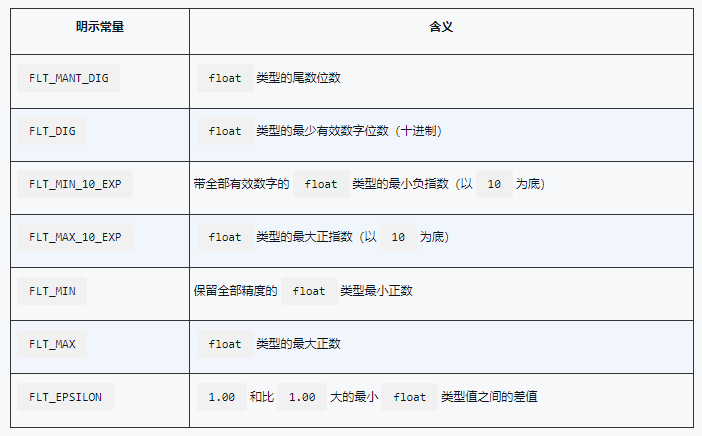 明示常量 含义
FLT_MANT_DIG float 类型的尾数位数
FLT_DIG float 类型的最少有效数字位数（十进制）
FLT_MIN_10_EXP 带全部有效数字的 float 类型的最小负指数（以 10 为底）
FLT_MAX_10_EXP float 类型的最大正指数（以 10 为底）
FLT_MIN 保留全部精度的 float 类型最小正数
FLT_MAX float 类型的最大正数
FLT_EPSILON 1.00 和比 1.00 大的最小 float 类型值之间的差值